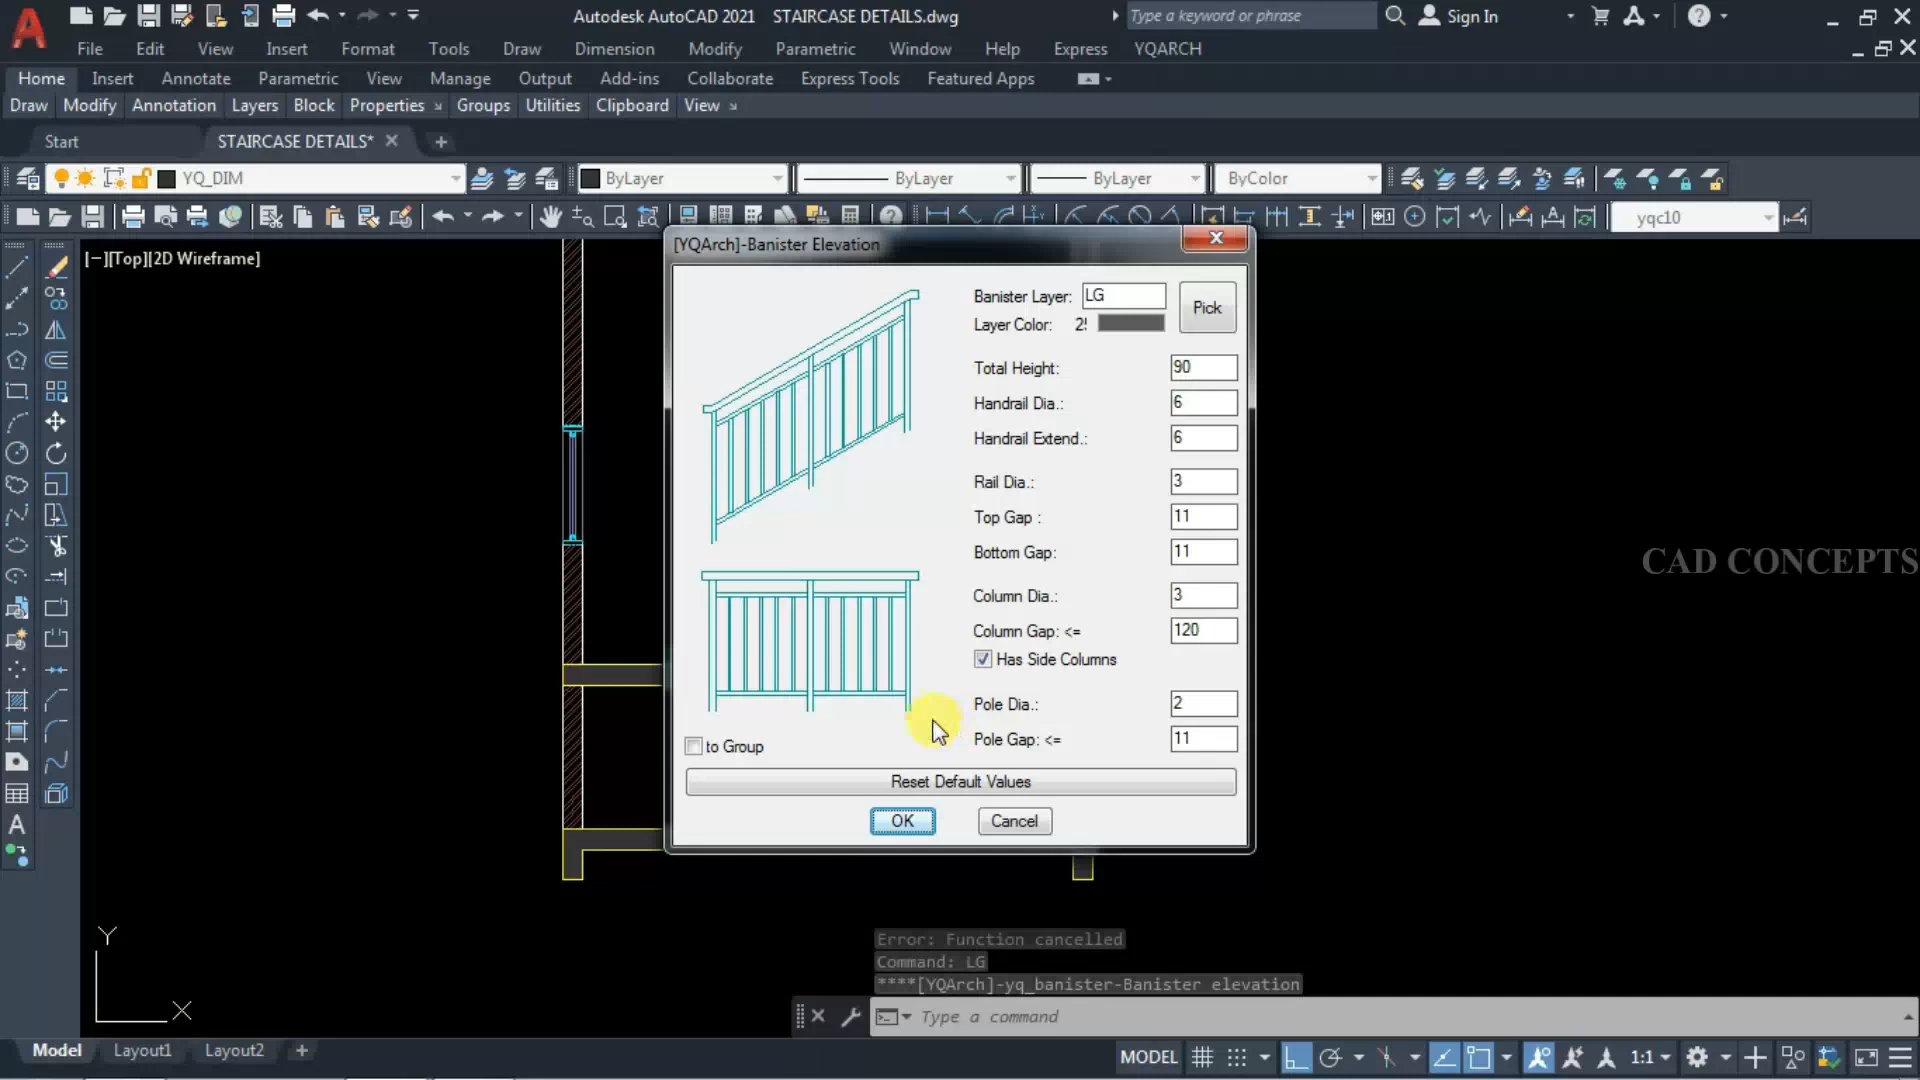 Autodesk AutoCAD 2021 STAIRCASE DETAILS.dwg
Type a keyword or phrase
Sign In
File Edit View Insert Format Tools Draw Dimension Modify Parametric Window Help Express YQARCH
Home Insert Annotate Parametric View Manage Output Add-ins Collaborate Express Tools Featured Apps
Draw Modify Annotation Layers Block Properties Groups Utilities Clipboard View
Start STAIRCASE DETAILS*
YQ_DIM ByLayer ByLayer ByLayer ByColor
yqc10
[−][Top][2D Wireframe]
[YQArch]-Banister Elevation
Banister Layer: LG
Pick
Layer Color:
Total Height: 90
Handrail Dia.: 6
Handrail Extend.: 6
Rail Dia.: 3
Top Gap : 11
Bottom Gap: 11
Column Dia.: 3
Column Gap: <= 120
Has Side Columns
Pole Dia.: 2
Pole Gap: <= 11
to Group
Reset Default Values
OK Cancel
CAD CONCEPTS
Y
X
Error: Function cancelled
Command: LG
****[YQArch]-yq_banister-Banister elevation
Type a command
Model Layout1 Layout2
MODEL 1:1